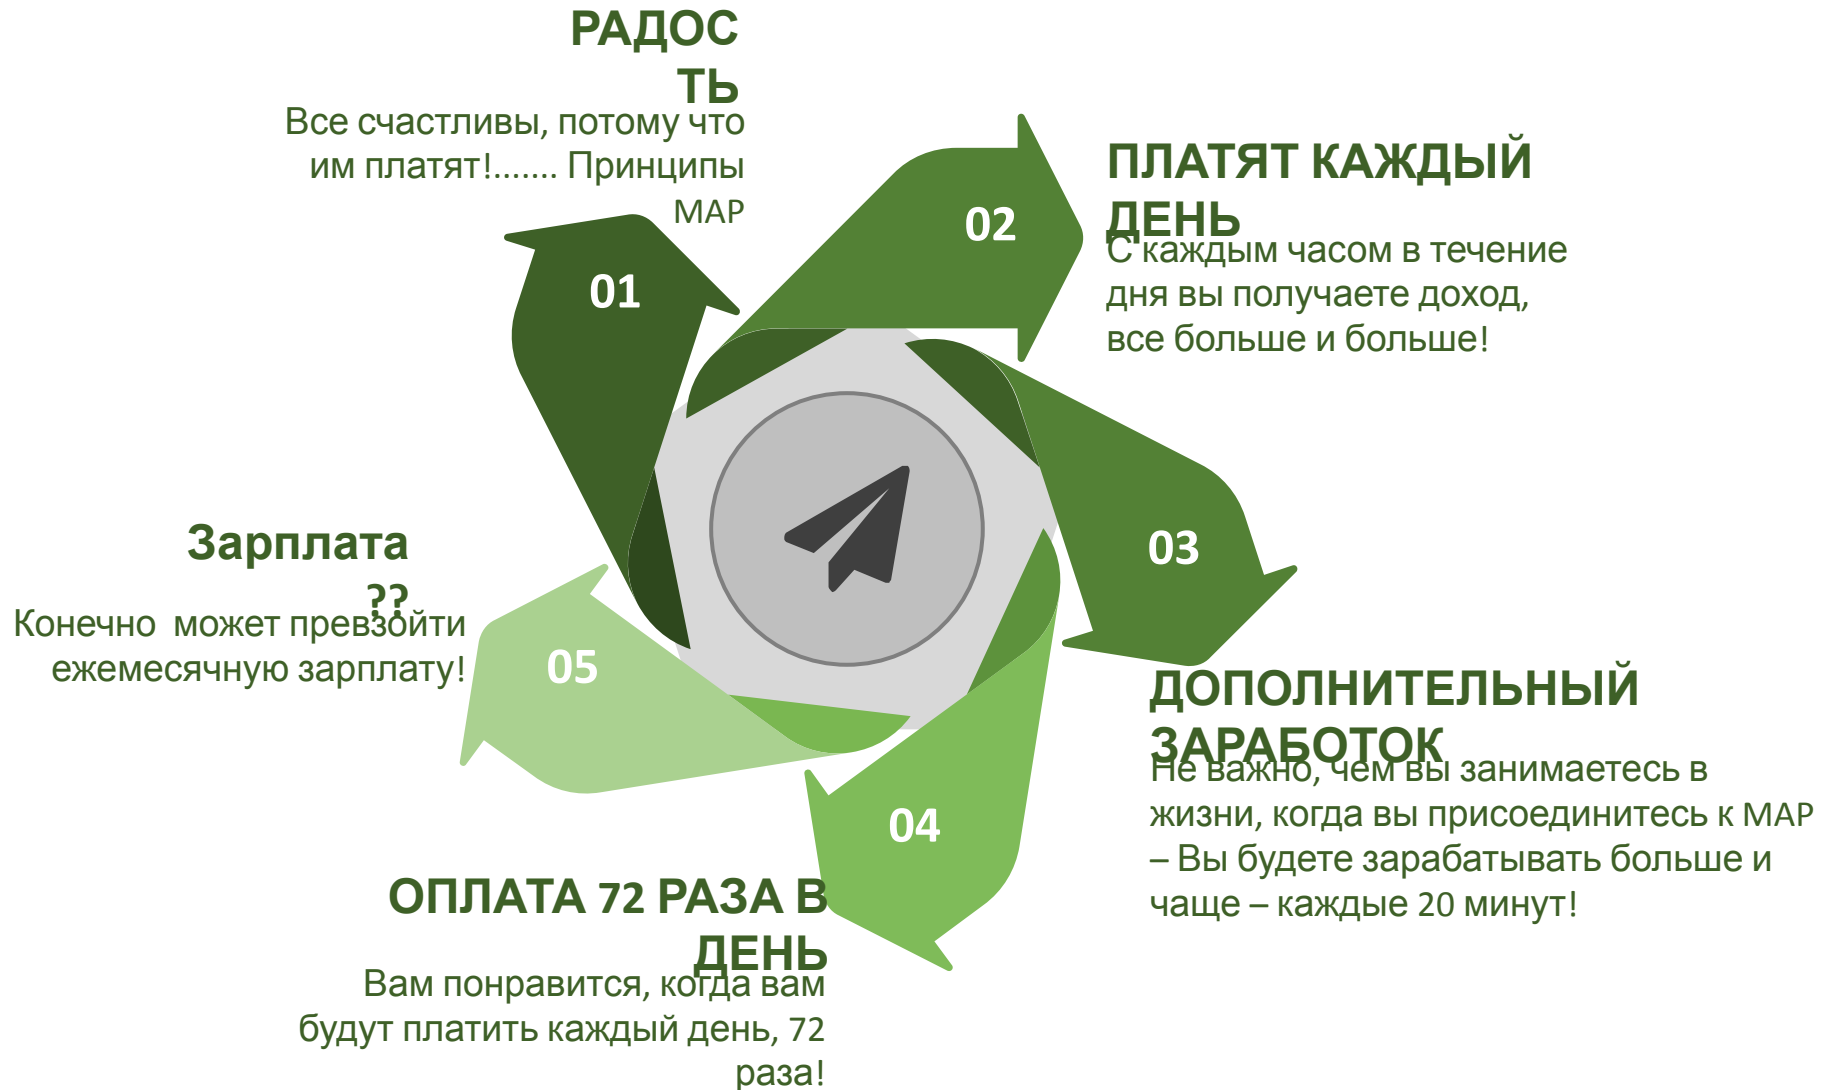 РАДОС
ТЬ
Все счастливы, потому что
им платят!....... Принципы
МАР
01
02
ПЛАТЯТ КАЖДЫЙ
ДЕНЬ
С каждым часом в течение
дня вы получаете доход,
все больше и больше!
03
ДОПОЛНИТЕЛЬНЫЙ
ЗАРАБОТОК
Не важно, чем вы занимаетесь в
жизни, когда вы присоединитесь к МАР
– Вы будете зарабатывать больше и
чаще – каждые 20 минут!
04
ОПЛАТА 72 РАЗА В
ДЕНЬ
Вам понравится, когда вам
будут платить каждый день, 72
раза!
05
Зарплата
??
Конечно  может превзойти
ежемесячную зарплату!